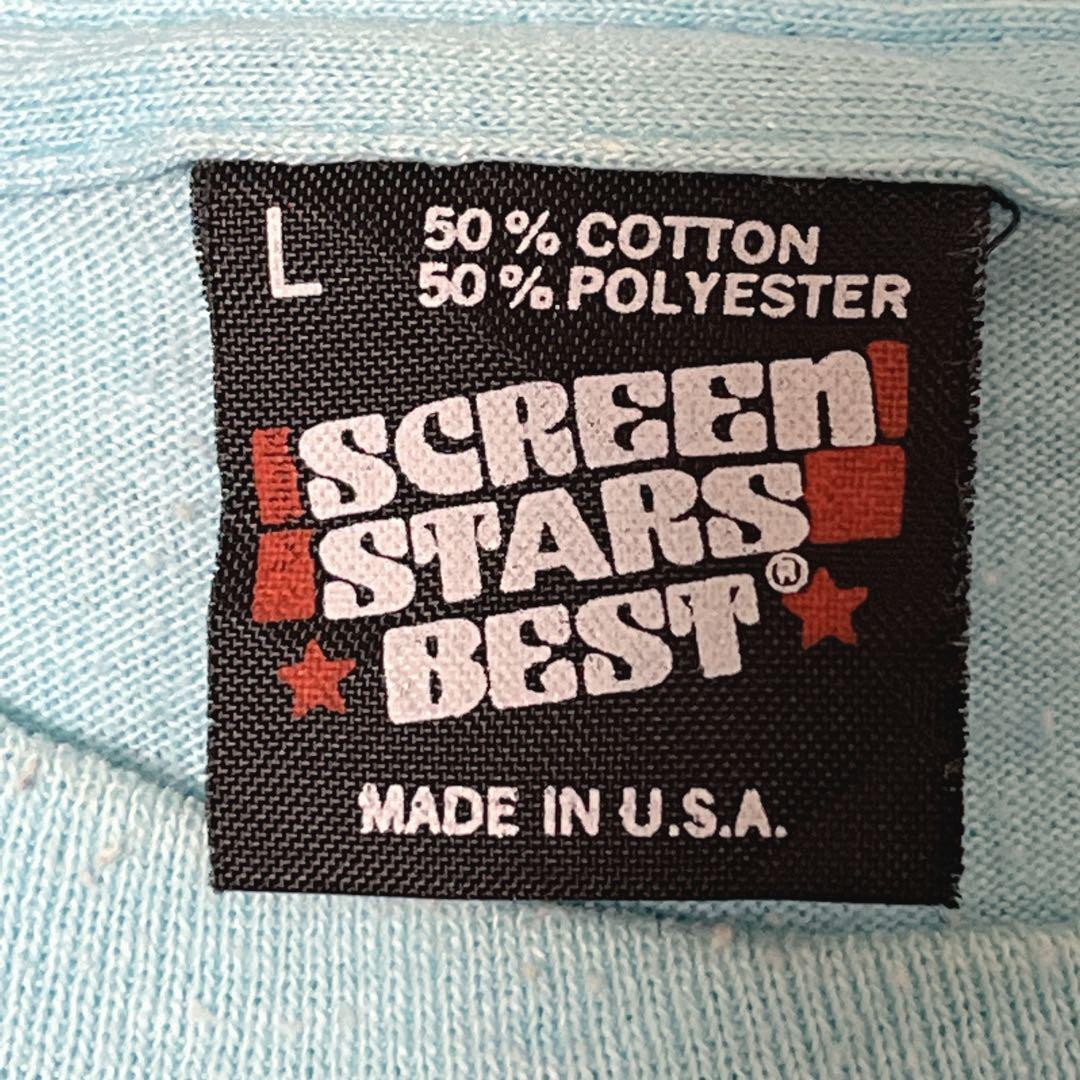 L
50 % COTTON
50 % POLYESTER
SCREEN
STARS
BEST®
MADE IN U.S.A.